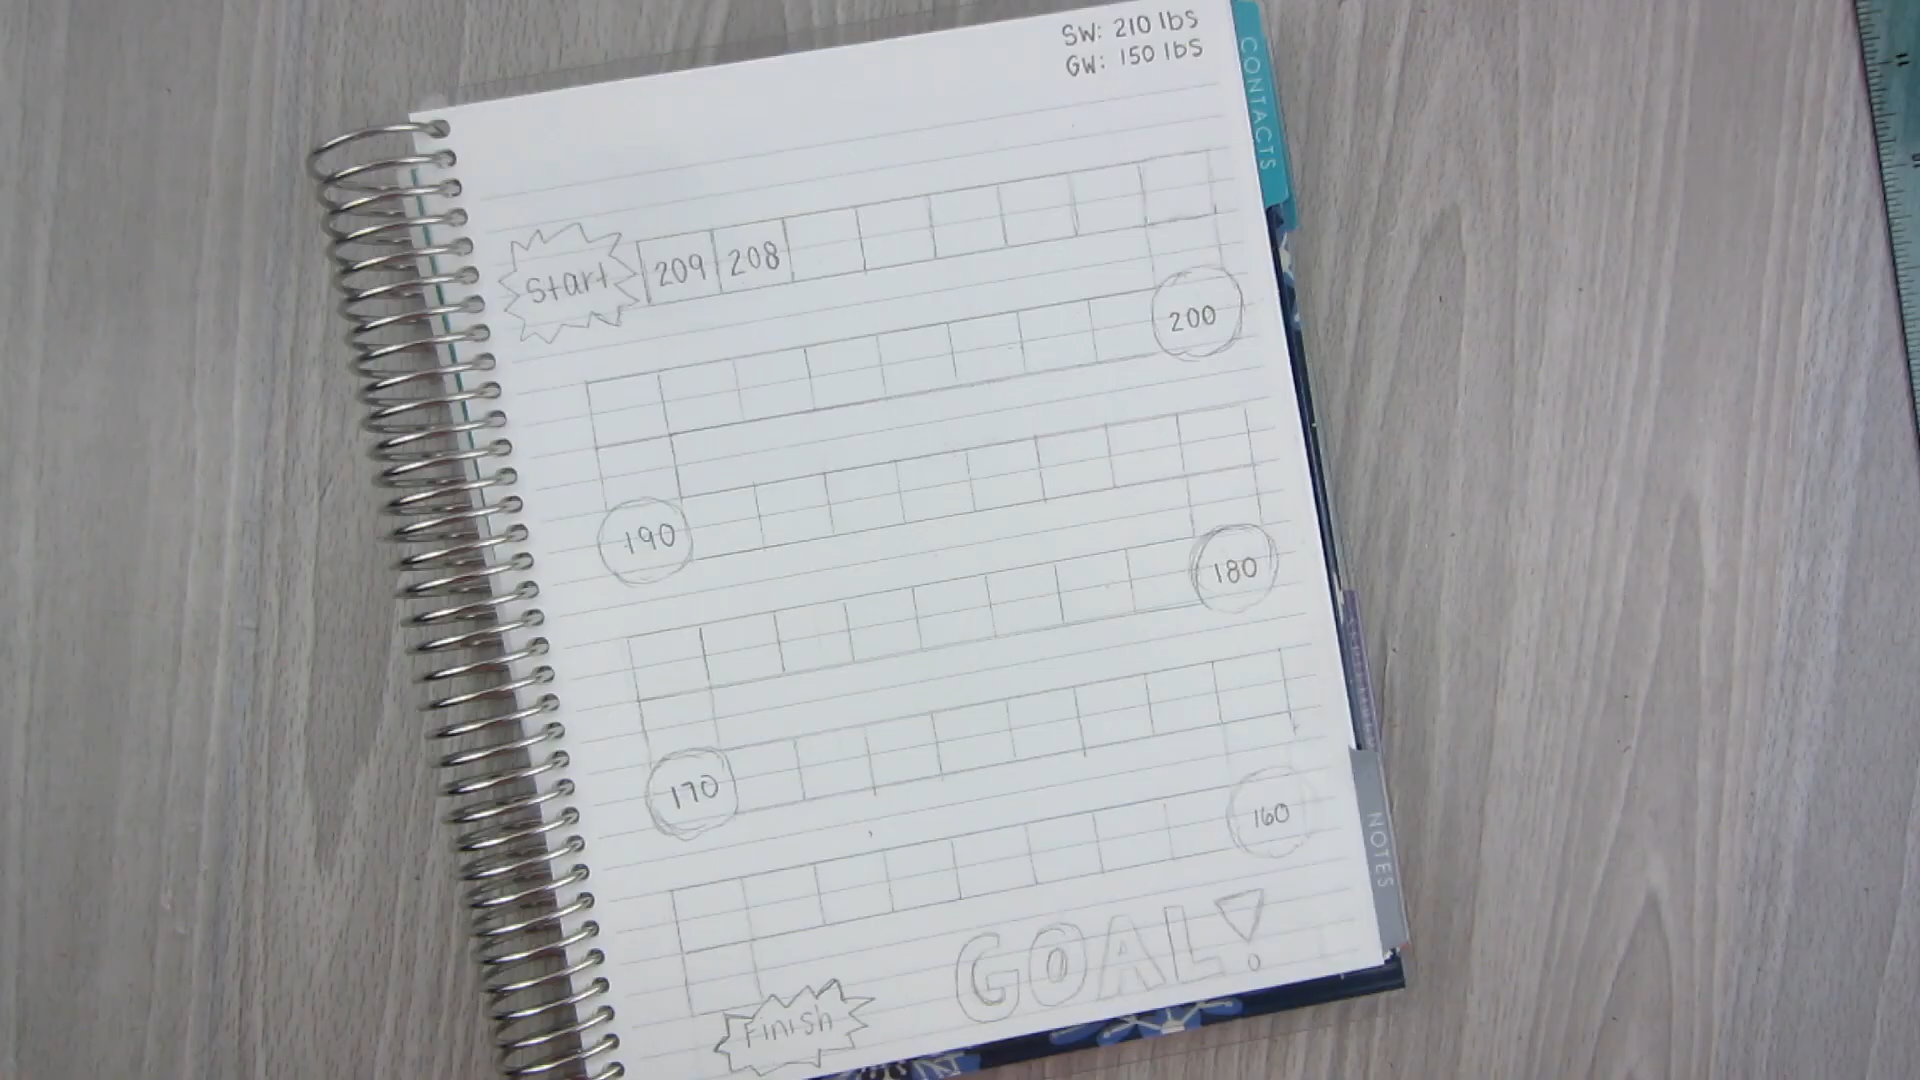 SW: 210 lbs
GW: 150 lbs
CONTACTS
Start 209 208
200
190
180
170
160
NOTES
GOAL!
Finish